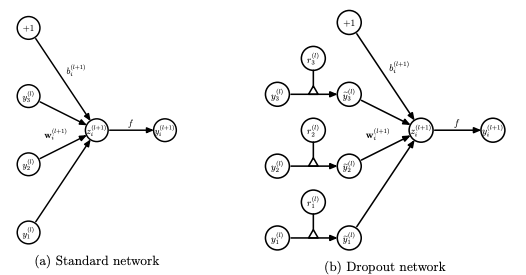 +1
b_i^{(l+1)}
y_3^{(l)}
w_i^{(l+1)}
z_i^{(l+1)}
f
y_i^{(l+1)}
y_2^{(l)}
y_1^{(l)}
(a) Standard network
+1
b_i^{(l+1)}
r_3^{(l)}
y_3^{(l)}
ỹ_3^{(l)}
r_2^{(l)}
w_i^{(l+1)}
z_i^{(l+1)}
f
y_i^{(l+1)}
y_2^{(l)}
ỹ_2^{(l)}
r_1^{(l)}
y_1^{(l)}
ỹ_1^{(l)}
(b) Dropout network